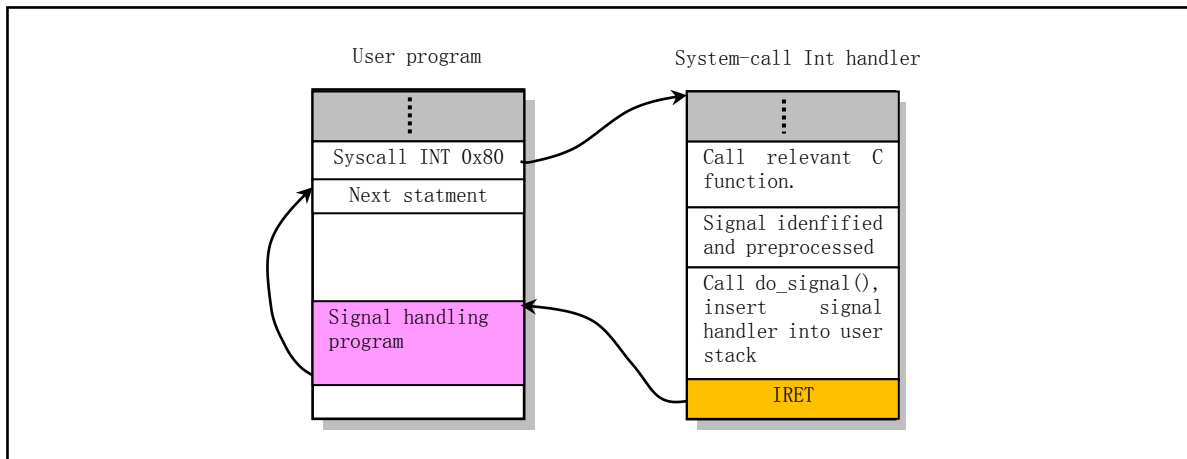 User program
Syscall INT 0x80
Next statment
Signal handling
program
System-call Int handler
Call relevant C
function.
Signal idenfified
and preprocessed
Call do_signal(),
insert signal
handler into user
stack
IRET